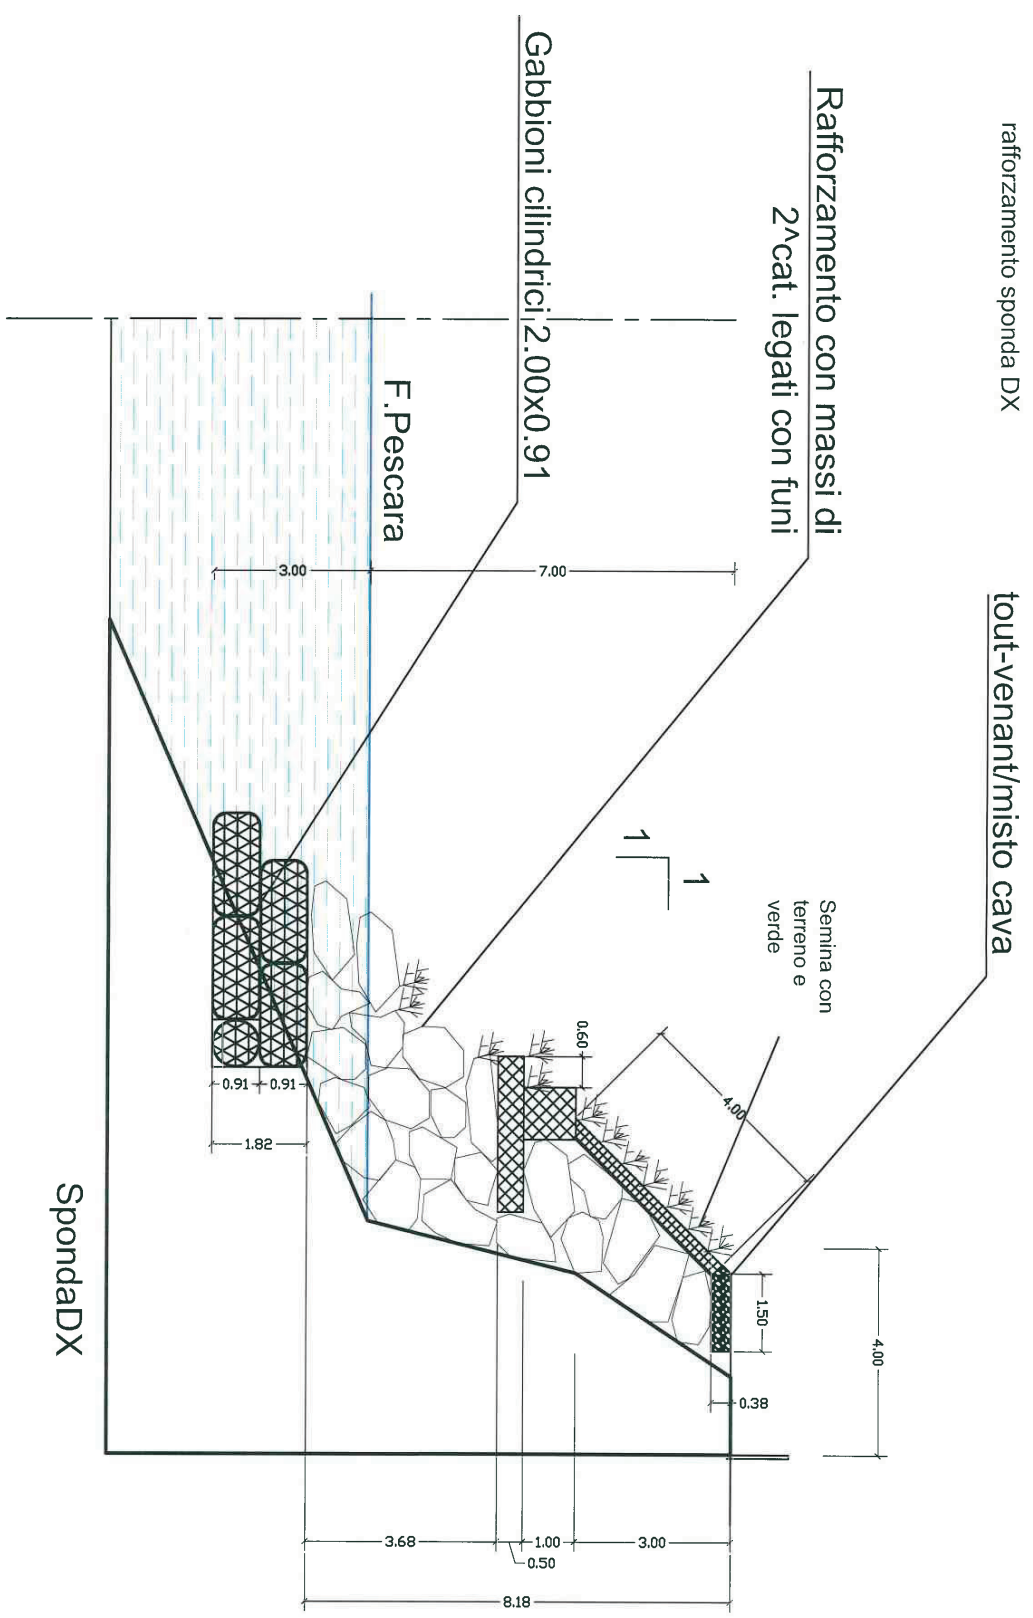 rafforzamento sponda DX
tout-venant/misto cava
Rafforzamento con massi di
2^cat. legati con funi
Semina con
terreno e
verde
Gabbioni cilindrici 2.00x0.91
F.Pescara
SpondaDX
3.00
7.00
1
1
0.60
4.00
4.00
1.50
0.38
0.91
0.91
1.82
3.68
0.50
1.00
3.00
8.18